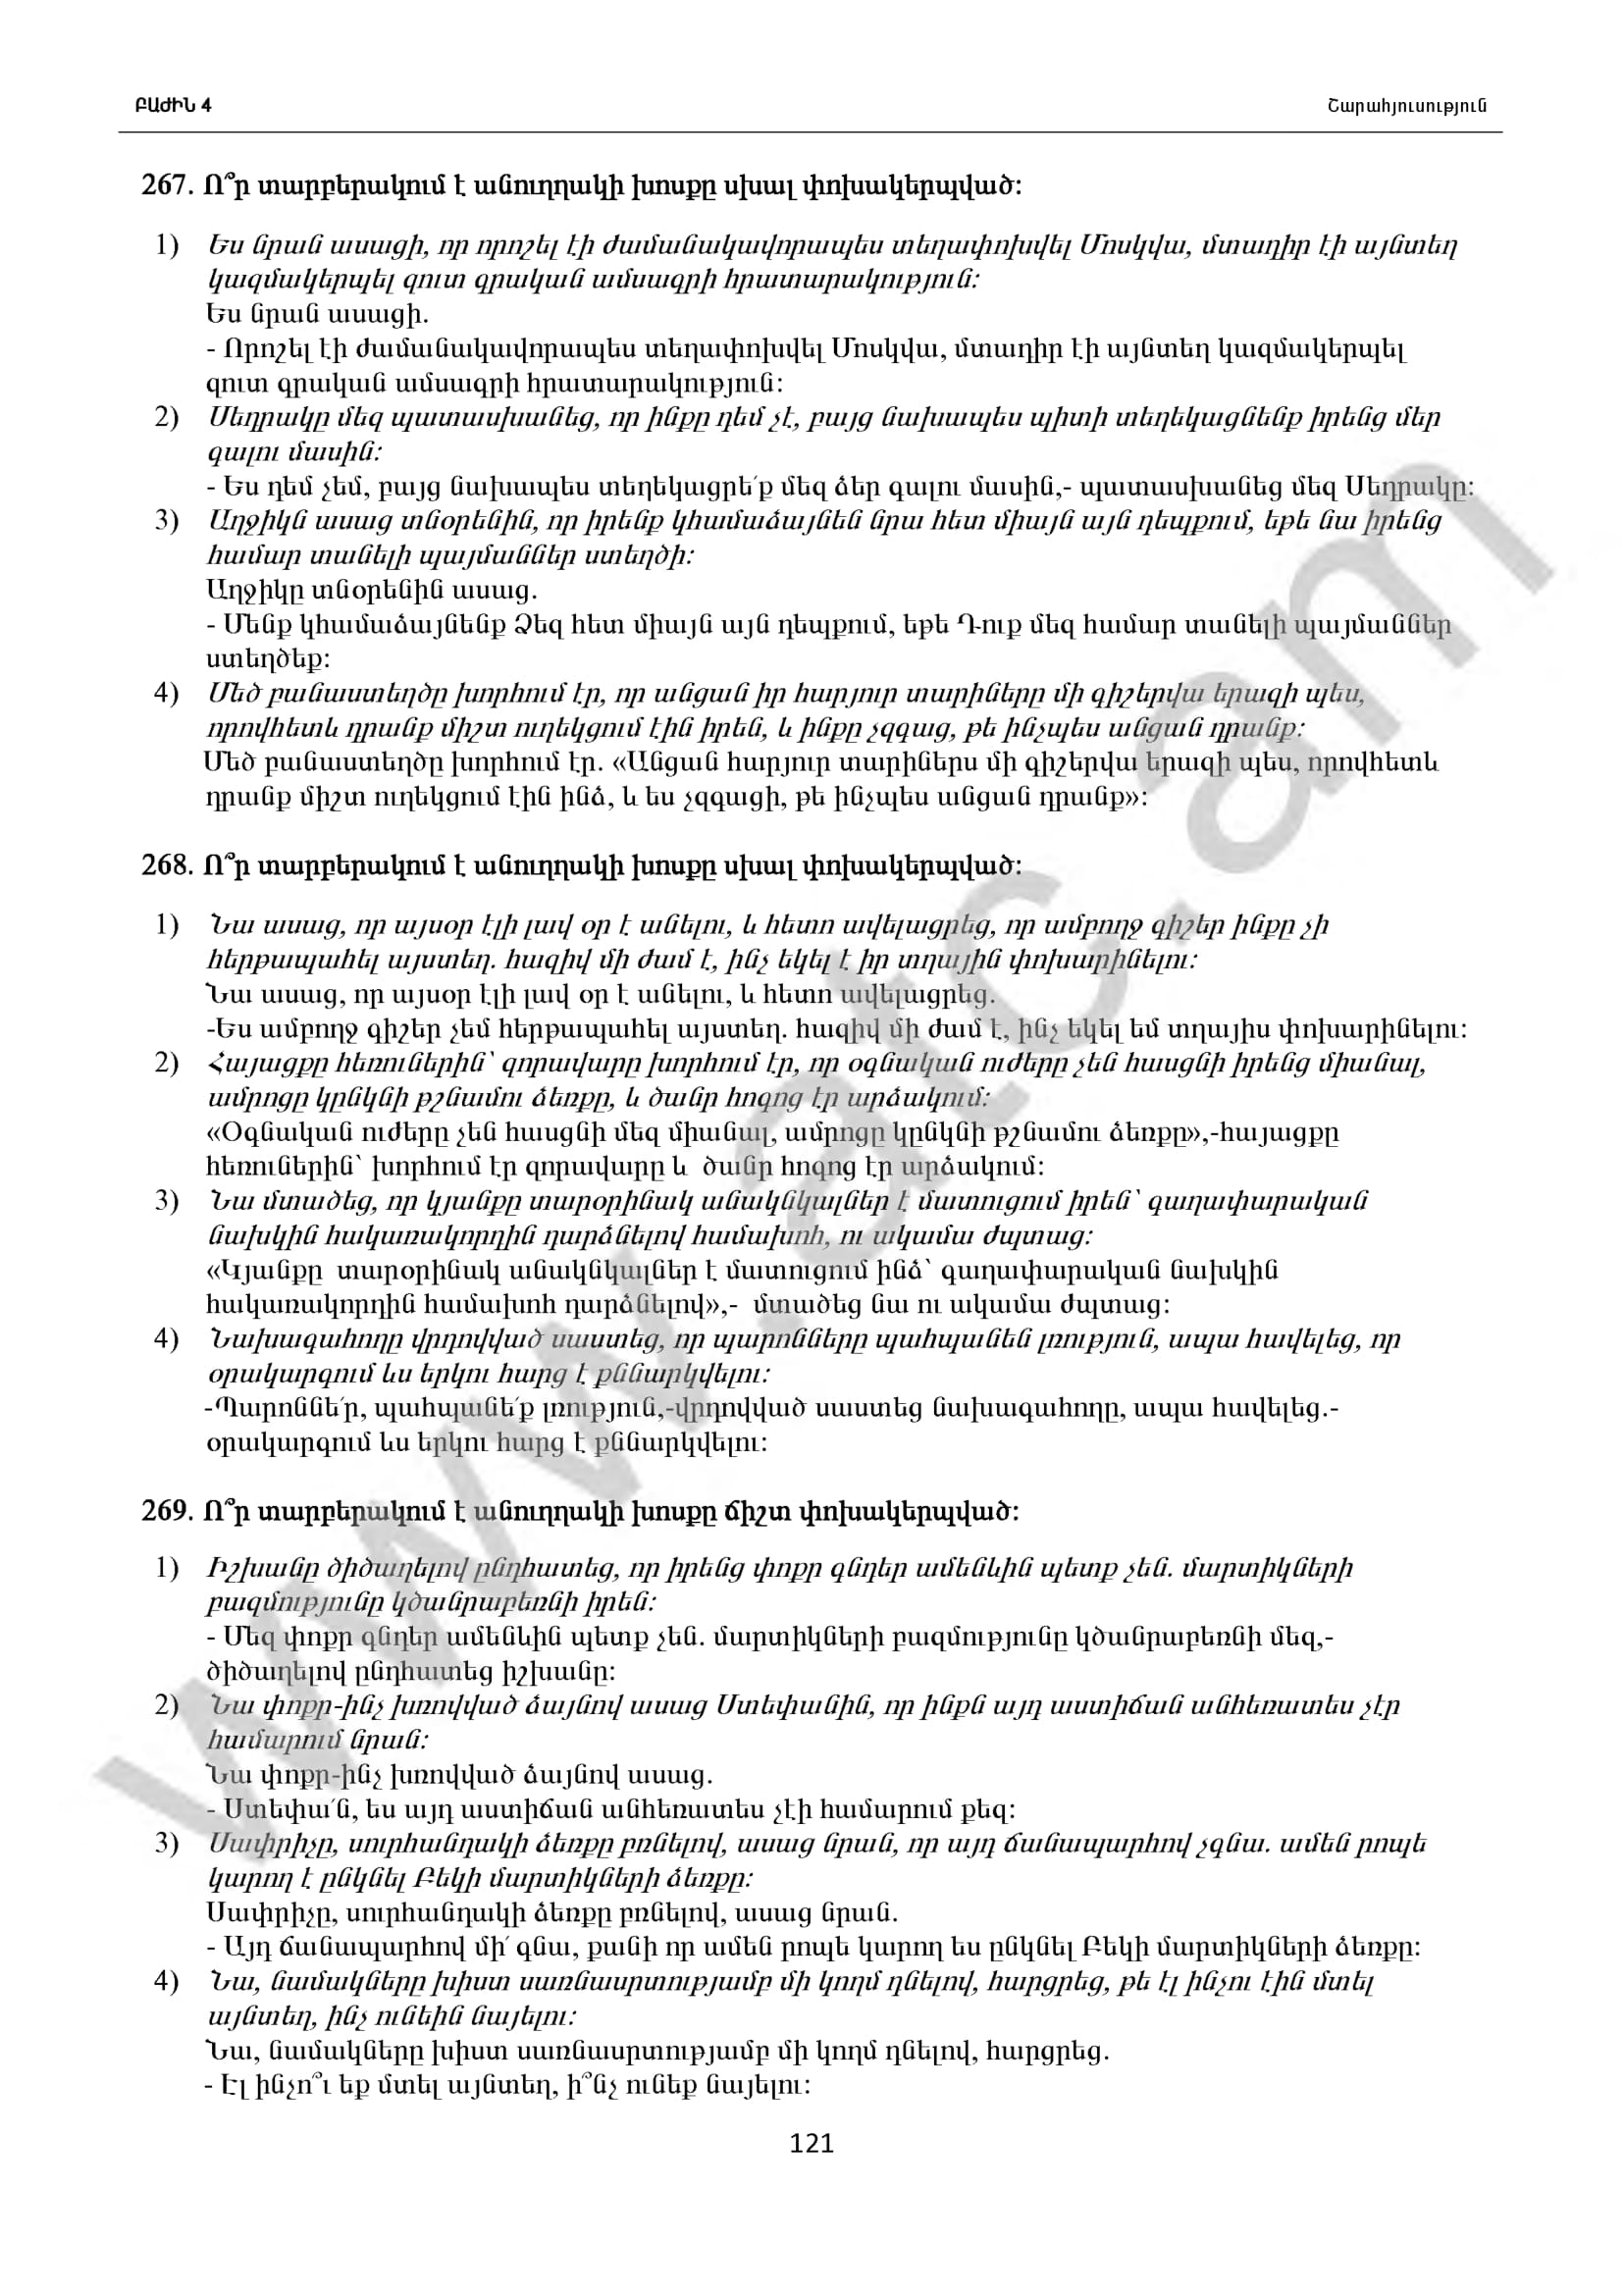 ԲԱԺԻՆ 4
Շարահյուսություն
267. Ո՞ր տարբերակում է անուղղակի խոսքը սխալ փոխակերպված:
1) Ես նրան ասացի, որ որոշել էի ժամանակավորապես տեղափոխվել Մոսկվա, մտադիր էի այնտեղ
կազմակերպել զուտ գրական ամսագրի հրատարակություն:
Ես նրան ասացի.
- Որոշել էի ժամանակավորապես տեղափոխվել Մոսկվա, մտադիր էի այնտեղ կազմակերպել
զուտ գրական ամսագրի հրատարակություն:
2) Սեդրակը մեզ պատասխանեց, որ ինքը դեմ չէ, բայց նախապես պիտի տեղեկացնենք իրենց մեր
գալու մասին:
- Ես դեմ չեմ, բայց նախապես տեղեկացրե՛ք մեզ ձեր գալու մասին,- պատասխանեց մեզ Սեդրակը:
3) Աղջիկն ասաց տնօրենին, որ իրենք կհամաձայնեն նրա հետ միայն այն դեպքում, եթե նա իրենց
համար տանելի պայմաններ ստեղծի:
Աղջիկը տնօրենին ասաց.
- Մենք կհամաձայնենք Ձեզ հետ միայն այն դեպքում, եթե Դուք մեզ համար տանելի պայմաններ
ստեղծեք:
4) Մեծ բանաստեղծը խորհում էր, որ անցան իր հարյուր տարիները մի գիշերվա երազի պես,
որովհետև դրանք միշտ ուղեկցում էին իրեն, և ինքը չզգաց, թե ինչպես անցան դրանք:
Մեծ բանաստեղծը խորհում էր. «Անցան հարյուր տարիներս մի գիշերվա երազի պես, որովհետև
դրանք միշտ ուղեկցում էին ինձ, և ես չզգացի, թե ինչպես անցան դրանք»:
268. Ո՞ր տարբերակում է անուղղակի խոսքը սխալ փոխակերպված:
1) Նա ասաց, որ այսօր էլի լավ օր է անելու, և հետո ավելացրեց, որ ամբողջ գիշեր ինքը չի
հերթապահել այստեղ. հազիվ մի ժամ է, ինչ եկել է իր տղային փոխարինելու:
Նա ասաց, որ այսօր էլի լավ օր է անելու, և հետո ավելացրեց.
-Ես ամբողջ գիշեր չեմ հերթապահել այստեղ. հազիվ մի ժամ է, ինչ եկել եմ տղայիս փոխարինելու:
2) Հայացքը հեռուներին՝ զորավարը խորհում էր, որ օգնական ուժերը չեն հասցնի իրենց միանալ,
ամրոցը կընկնի թշնամու ձեռքը, և ծանր հոգոց էր արձակում:
«Օգնական ուժերը չեն հասցնի մեզ միանալ, ամրոցը կընկնի թշնամու ձեռքը»,-հայացքը
հեռուներին՝ խորհում էր զորավարը և ծանր հոգոց էր արձակում:
3) Նա մտածեց, որ կյանքը տարօրինակ անակնկալներ է մատուցում իրեն՝ գաղափարական
նախկին հակառակորդին դարձնելով համախոհ, ու ակամա ժպտաց:
«Կյանքը տարօրինակ անակնկալներ է մատուցում ինձ՝ գաղափարական նախկին
հակառակորդին համախոհ դարձնելով»,- մտածեց նա ու ակամա ժպտաց:
4) Նախագահողը վրդովված սաստեց, որ պարոնները պահպանեն լռություն, ապա հավելեց, որ
օրակարգում ևս երկու հարց է քննարկվելու:
-Պարոննե՛ր, պահպանե՛ք լռություն,-վրդովված սաստեց նախագահողը, ապա հավելեց.-
օրակարգում ևս երկու հարց է քննարկվելու:
269. Ո՞ր տարբերակում է անուղղակի խոսքը ճիշտ փոխակերպված:
1) Իշխանը ծիծաղելով ընդհատեց, որ իրենց փոքր գնդեր ամենևին պետք չեն. մարտիկների
բազմությունը կծանրաբեռնի իրեն:
- Մեզ փոքր գնդեր ամենևին պետք չեն. մարտիկների բազմությունը կծանրաբեռնի մեզ,-
ծիծաղելով ընդհատեց իշխանը:
2) Նա փոքր-ինչ խռովված ձայնով ասաց Ստեփանին, որ ինքն այդ աստիճան անհեռատես չէր
համարում նրան:
Նա փոքր-ինչ խռովված ձայնով ասաց.
- Ստեփա՛ն, ես այդ աստիճան անհեռատես չէի համարում քեզ:
3) Սափրիչը, սուրհանդակի ձեռքը բռնելով, ասաց նրան, որ այդ ճանապարհով չգնա. ամեն րոպե
կարող է ընկնել Բեկի մարտիկների ձեռքը:
Սափրիչը, սուրհանդակի ձեռքը բռնելով, ասաց նրան.
- Այդ ճանապարհով մի՛ գնա, քանի որ ամեն րոպե կարող ես ընկնել Բեկի մարտիկների ձեռքը:
4) Նա, նամակները խիստ սառնասրտությամբ մի կողմ դնելով, հարցրեց, թե էլ ինչու էին մտել
այնտեղ, ինչ ունեին նայելու:
Նա, նամակները խիստ սառնասրտությամբ մի կողմ դնելով, հարցրեց.
- Էլ ինչո՞ւ եք մտել այնտեղ, ի՞նչ ունեք նայելու:
121
www.atc.am